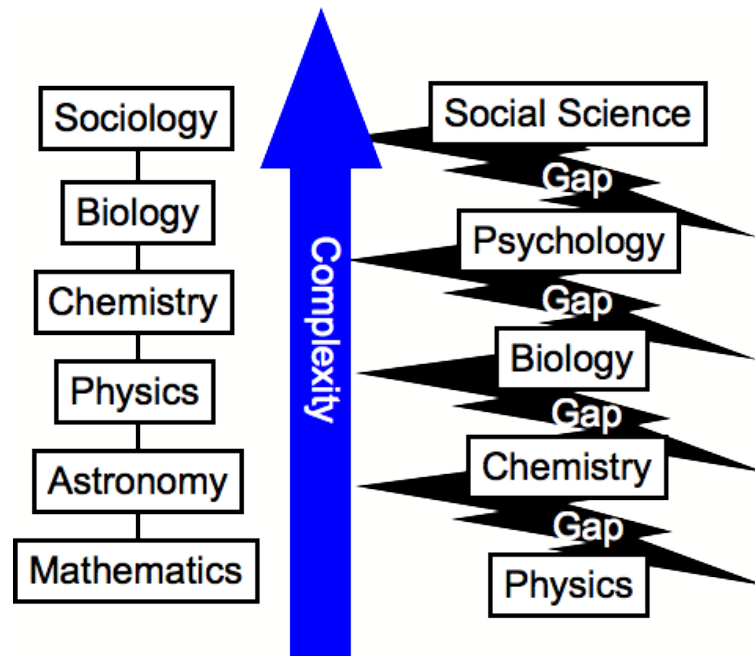 Sociology
Biology
Chemistry
Physics
Astronomy
Mathematics
Complexity
Social Science
Gap
Psychology
Gap
Biology
Gap
Chemistry
Gap
Physics